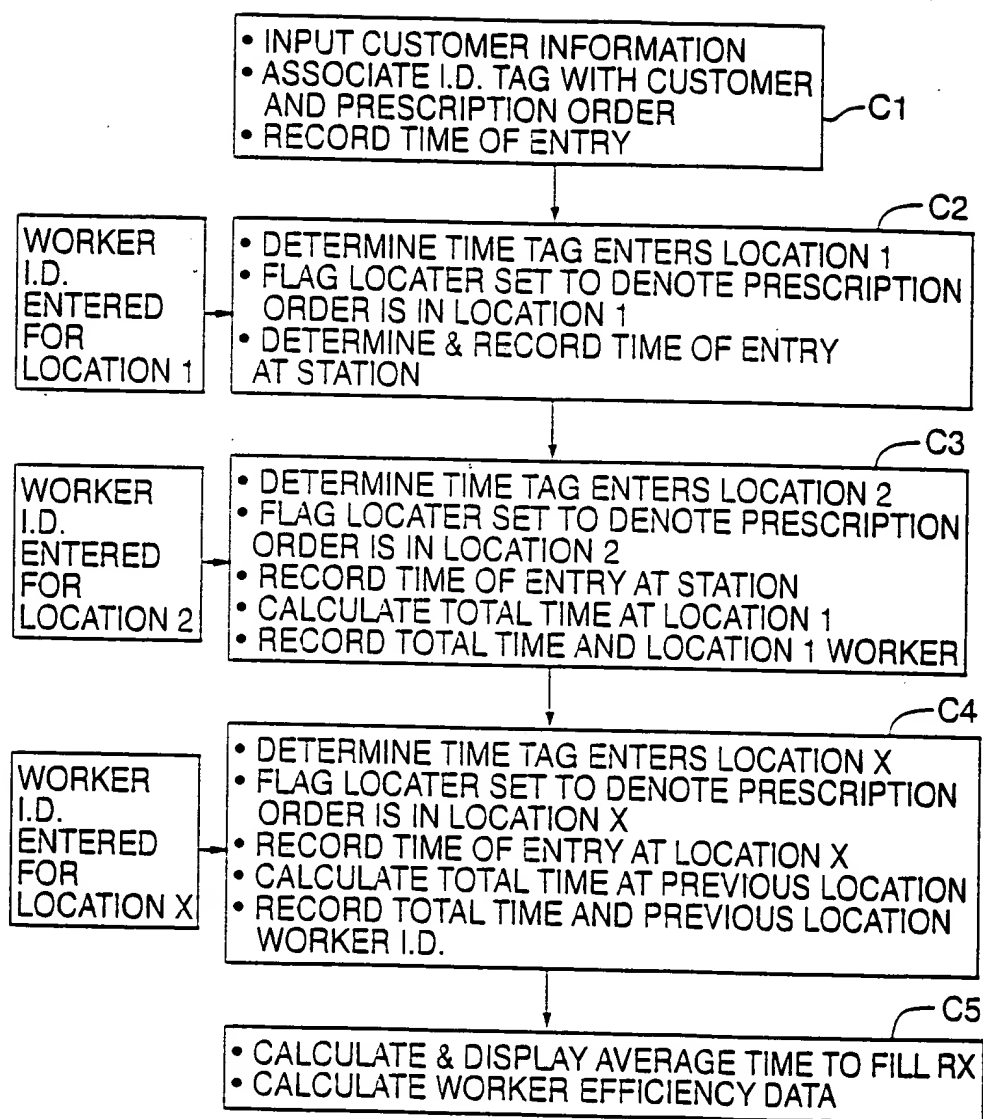 • INPUT CUSTOMER INFORMATION
• ASSOCIATE I.D. TAG WITH CUSTOMER
AND PRESCRIPTION ORDER
• RECORD TIME OF ENTRY
C1
C2
WORKER
I.D.
ENTERED
FOR
LOCATION 1
• DETERMINE TIME TAG ENTERS LOCATION 1
• FLAG LOCATER SET TO DENOTE PRESCRIPTION
ORDER IS IN LOCATION 1
• DETERMINE & RECORD TIME OF ENTRY
AT STATION
C3
WORKER
I.D.
ENTERED
FOR
LOCATION 2
• DETERMINE TIME TAG ENTERS LOCATION 2
• FLAG LOCATER SET TO DENOTE PRESCRIPTION
ORDER IS IN LOCATION 2
• RECORD TIME OF ENTRY AT STATION
• CALCULATE TOTAL TIME AT LOCATION 1
• RECORD TOTAL TIME AND LOCATION 1 WORKER
C4
WORKER
I.D.
ENTERED
FOR
LOCATION X
• DETERMINE TIME TAG ENTERS LOCATION X
• FLAG LOCATER SET TO DENOTE PRESCRIPTION
ORDER IS IN LOCATION X
• RECORD TIME OF ENTRY AT LOCATION X
• CALCULATE TOTAL TIME AT PREVIOUS LOCATION
• RECORD TOTAL TIME AND PREVIOUS LOCATION
WORKER I.D.
C5
• CALCULATE & DISPLAY AVERAGE TIME TO FILL RX
• CALCULATE WORKER EFFICIENCY DATA